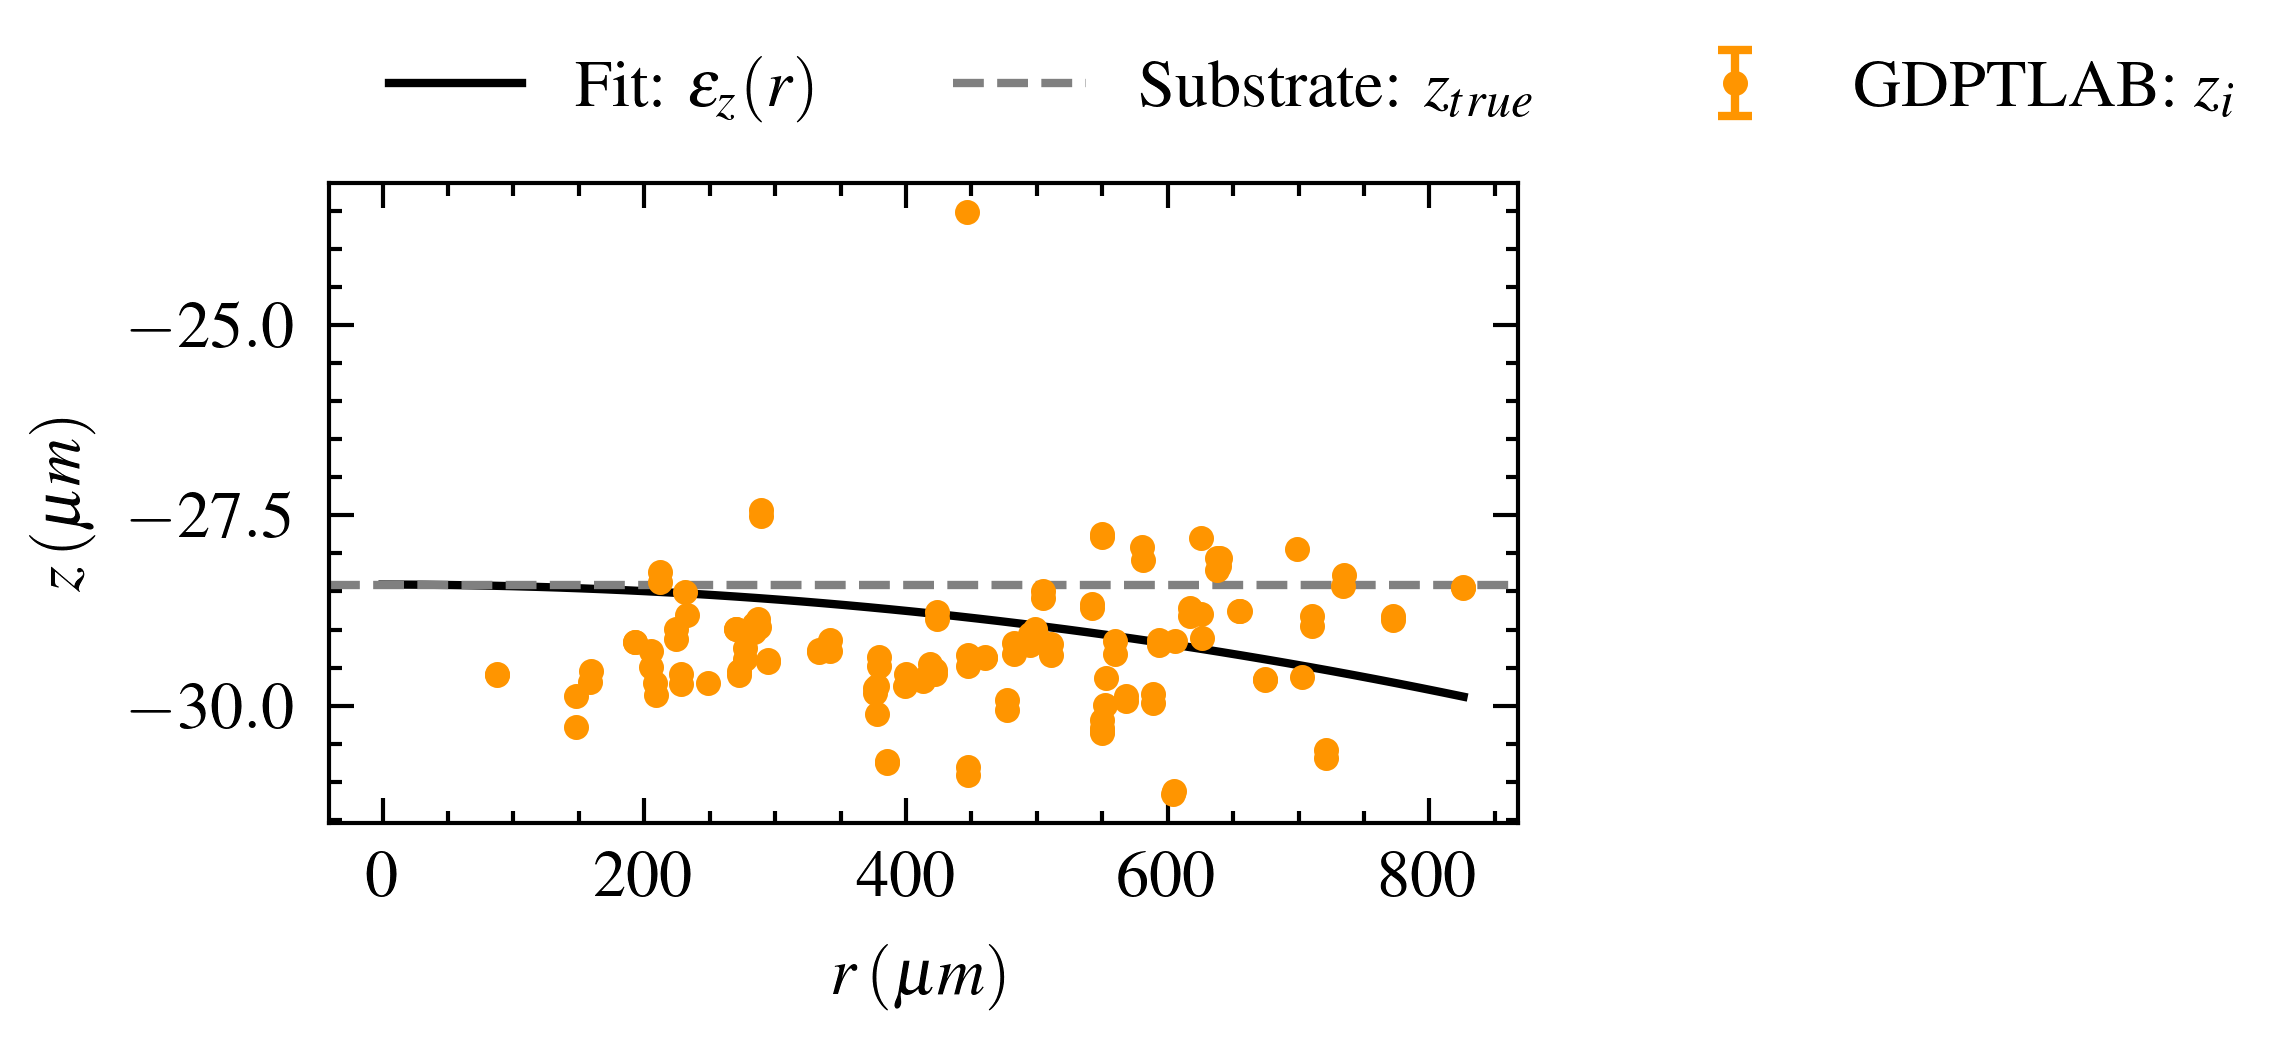 Fit: εz(r) Substrate: ztrue GDPTLAB: zi
−25.0
−27.5
−30.0
z (μm)
0 200 400 600 800
r (μm)